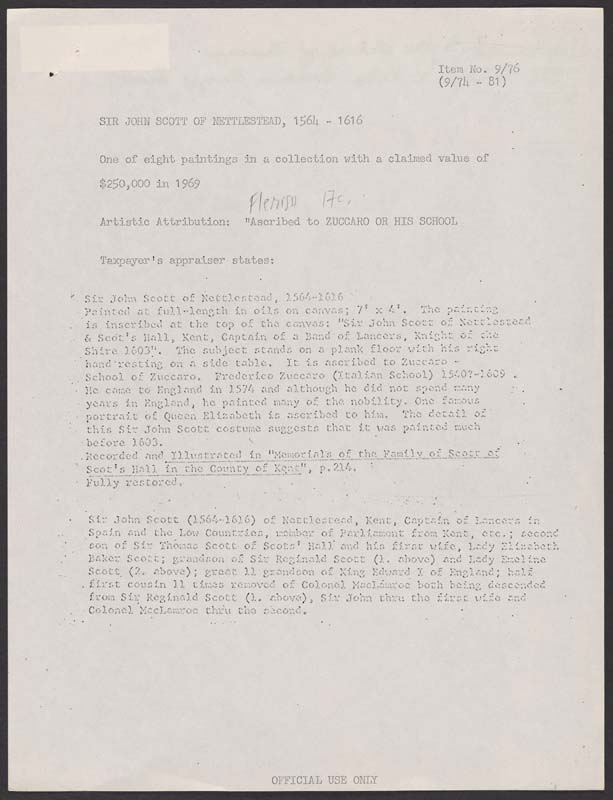 Item No. 9/76
(9/74 - 81)
SIR JOHN SCOTT OF NETTLESTEAD, 1564 - 1616
One of eight paintings in a collection with a claimed value of
$250,000 in 1969
Flemish 17c.
Artistic Attribution: "Ascribed to ZUCCARO OR HIS SCHOOL
Taxpayer's appraiser states:
Sir John Scott of Nettlestead, 1564-1616
Painted at full-length in oils on canvas; 7' x 4'. The painting
is inscribed at the top of the canvas: "Sir John Scott of Nettlestead
& Scot's Hall, Kent, Captain of a Band of Lancers, Knight of the
Shire 1603". The subject stands on a plank floor with his right
hand resting on a side table. It is ascribed to Zuccaro -
School of Zuccaro. Frederico Zuccaro (Italian School) 1540?-1609 .
He came to England in 1574 and although he did not spend many
years in England, he painted many of the nobility. One famous
portrait of Queen Elizabeth is ascribed to him. The detail of
this Sir John Scott costume suggests that it was painted much
before 1603.
Recorded and Illustrated in "Memorials of the Family of Scott of
Scot's Hall in the County of Kent", p.214.
Fully restored.
Sir John Scott (1564-1616) of Nettlestead, Kent, Captain of Lancers in
Spain and the Low Countries, member of Parliament from Kent, etc.; second
son of Sir Thomas Scott of Scots' Hall and his first wife, Lady Elizabeth
Baker Scott; grandson of Sir Reginald Scott (1. above) and Lady Emeline
Scott (2. above); great 11 grandson of King Edward I of England; half
first cousin 11 times removed of Colonel MacLamroe both being descended
from Sir Reginald Scott (1. above), Sir John thru the first wife and
Colonel MacLamroe thru the second.
OFFICIAL USE ONLY